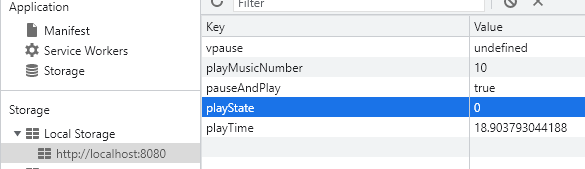 Application
Manifest
Service Workers
Storage
Storage
Local Storage
http://localhost:8080
Filter
Key Value
vpause undefined
playMusicNumber 10
pauseAndPlay true
playState 0
playTime 18.903793044188